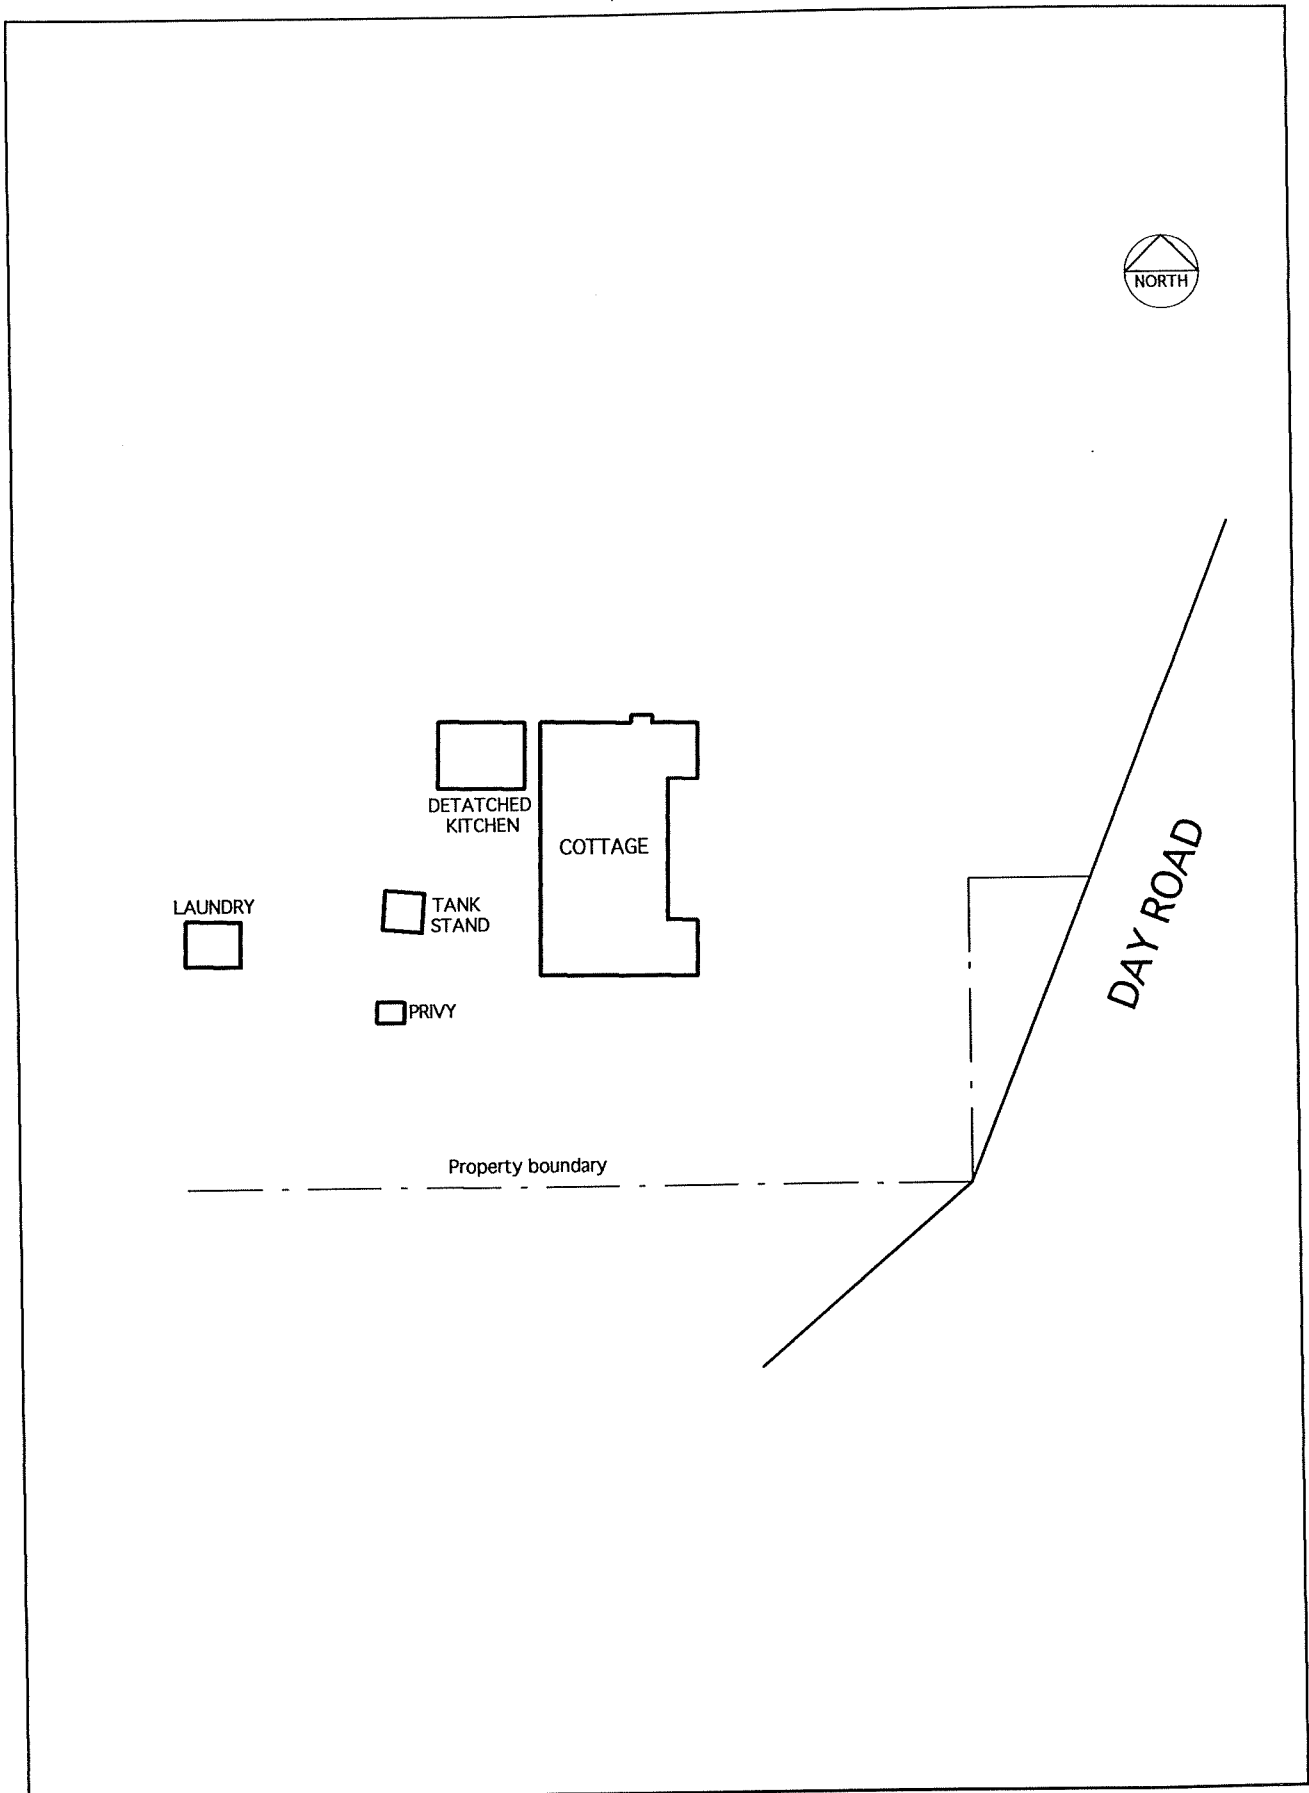 NORTH
DETATCHED
KITCHEN
COTTAGE
LAUNDRY
TANK
STAND
PRIVY
DAY ROAD
Property boundary